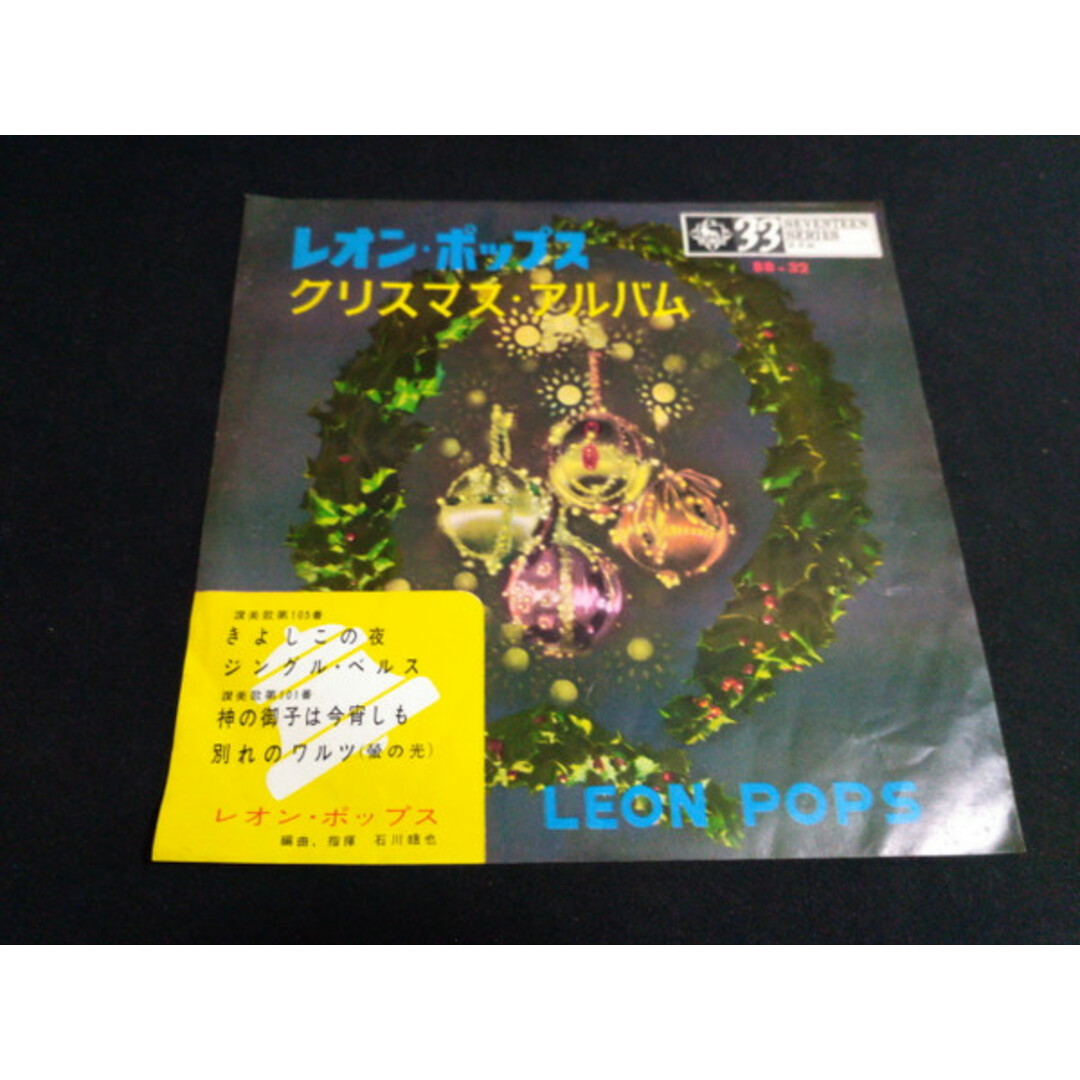 レオン・ポップス
クリスマス・アルバム
33
SEVENTEEN
SERIES
讃美歌第103番
きよしこの夜
ジングル・ベルス
讃美歌第101番
神の御子は今宵しも
別れのワルツ(螢の光)
レオン・ポップス
編曲、指揮 石川皓也
LEON POPS